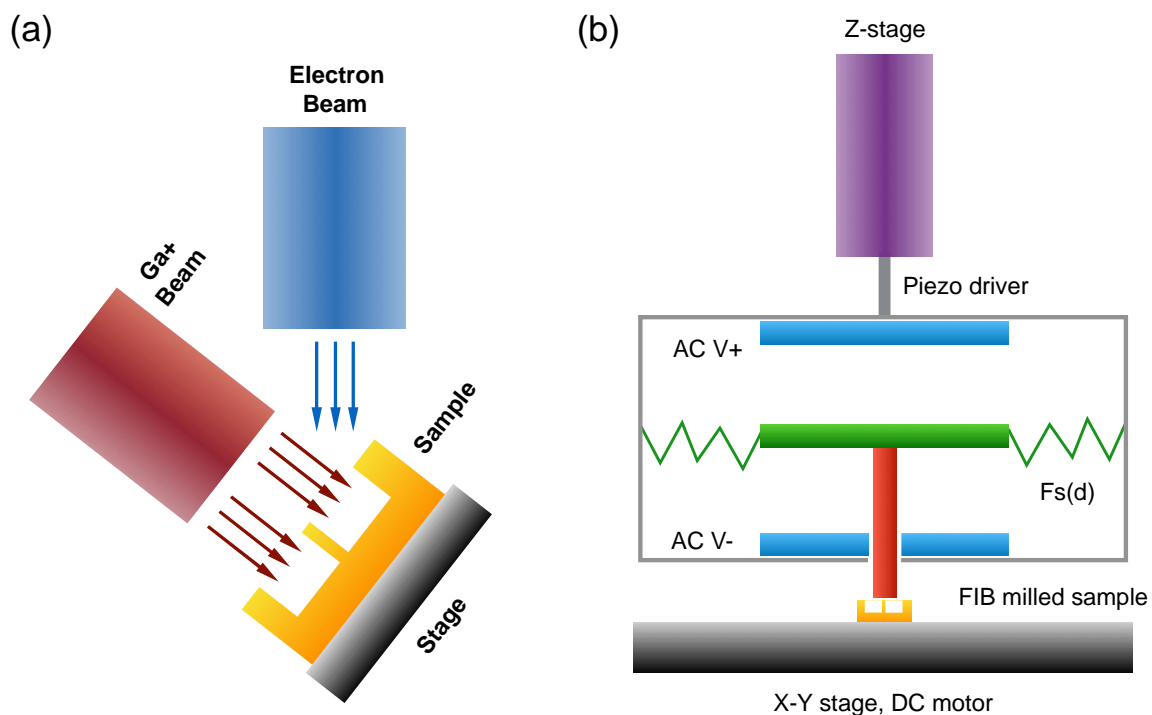 (a)
Electron
Beam
Ga+
Beam
Sample
Stage
(b)
Z-stage
Piezo driver
AC V+
Fs(d)
AC V-
FIB milled sample
X-Y stage, DC motor